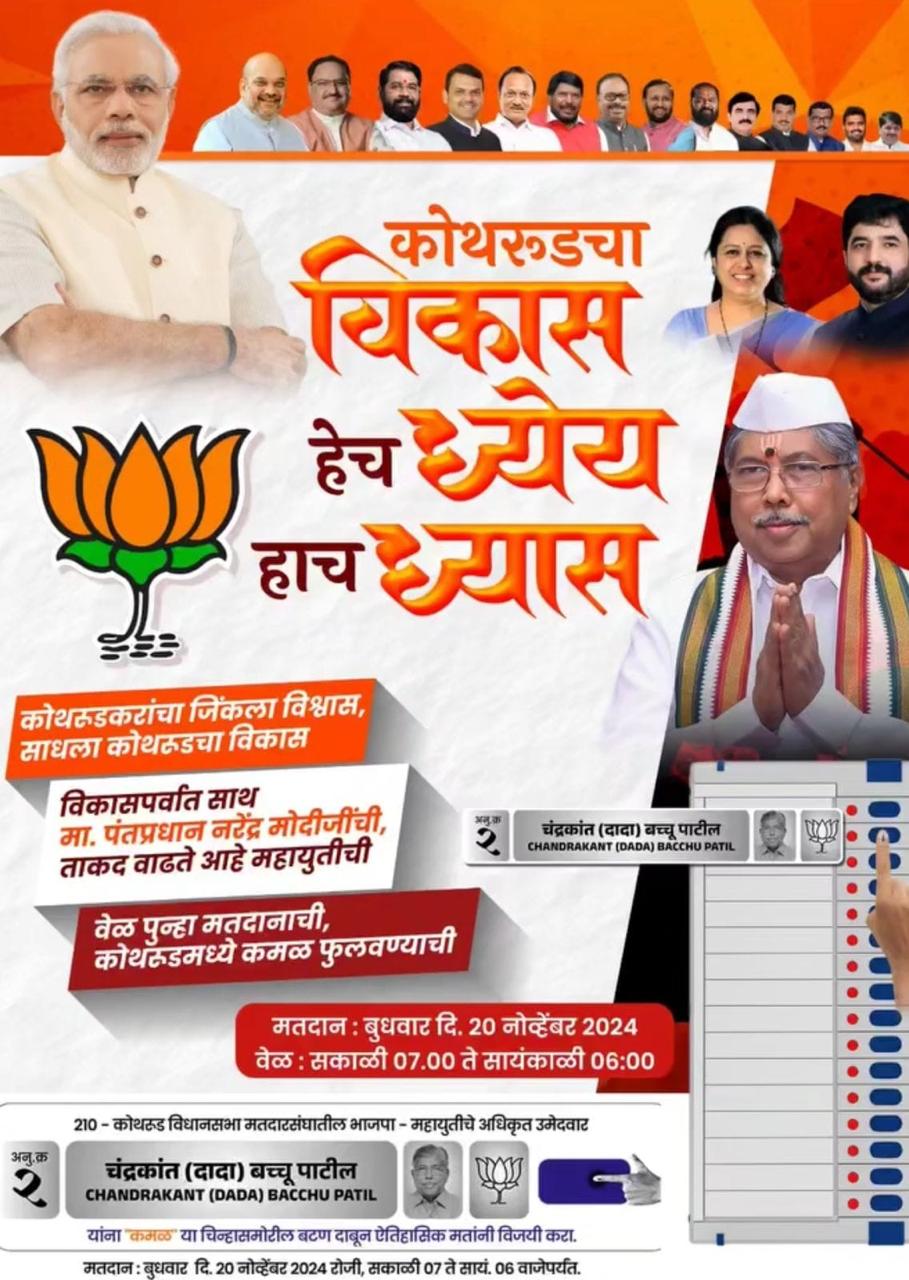 कोथरूडचा
विकास
हेच ध्येय
हाच ध्यास
कोथरूडकरांचा जिंकला विश्वास,
साधला कोथरूडचा विकास
विकासपर्वात साथ
मा. पंतप्रधान नरेंद्र मोदीजींची,
ताकद वाढते आहे महायुतीची
अनु.क्र
२
चंद्रकांत (दादा) बच्चू पाटील
CHANDRAKANT (DADA) BACCHU PATIL
वेळ पुन्हा मतदानाची,
कोथरूडमध्ये कमळ फुलवण्याची
मतदान : बुधवार दि. 20 नोव्हेंबर 2024
वेळ : सकाळी 07.00 ते सायंकाळी 06:00
210 - कोथरुड विधानसभा मतदारसंघातील भाजपा - महायुतीचे अधिकृत उमेदवार
अनु.क्र
२
चंद्रकांत (दादा) बच्चू पाटील
CHANDRAKANT (DADA) BACCHU PATIL
यांना "कमळ" या चिन्हासमोरील बटण दाबून ऐतिहासिक मतांनी विजयी करा.
मतदान : बुधवार दि. 20 नोव्हेंबर 2024 रोजी, सकाळी 07 ते सायं. 06 वाजेपर्यंत.